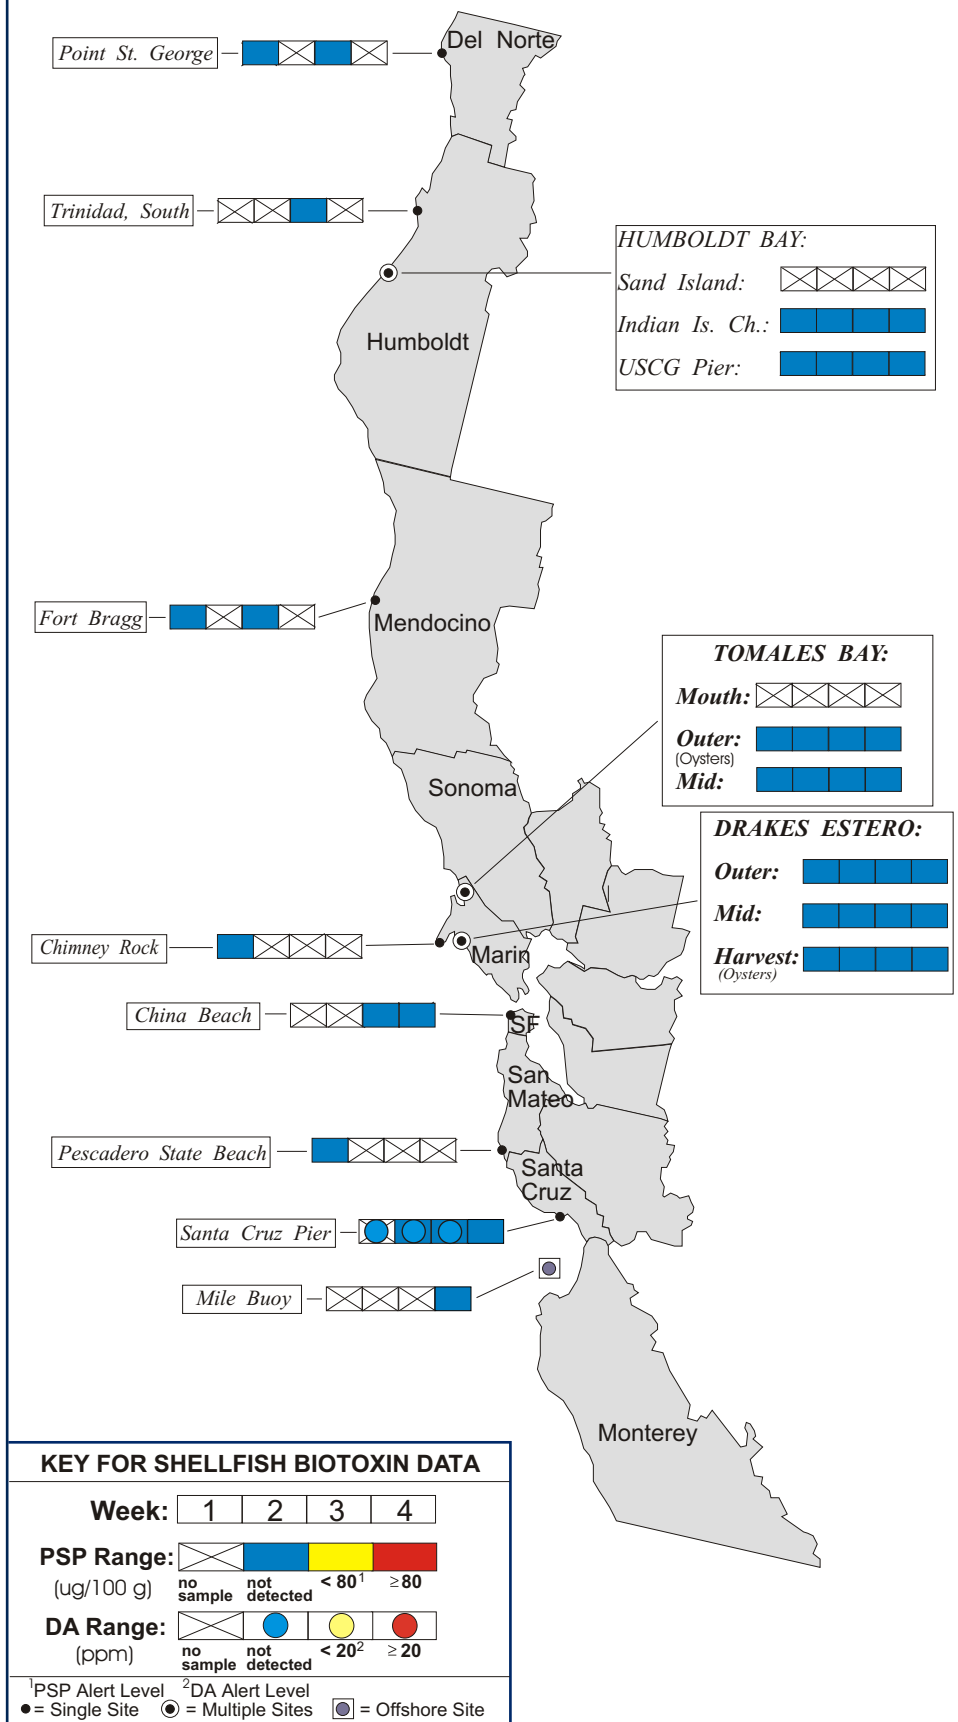 Del Norte
Point St. George
Trinidad, South
HUMBOLDT BAY:
Sand Island:
Indian Is. Ch.:
USCG Pier:
Humboldt
Fort Bragg
Mendocino
TOMALES BAY:
Mouth:
Outer:
(Oysters)
Mid:
Sonoma
DRAKES ESTERO:
Outer:
Mid:
Harvest:
(Oysters)
Chimney Rock
Marin
China Beach
SF
San
Mateo
Pescadero State Beach
Santa
Cruz
Santa Cruz Pier
Mile Buoy
Monterey
KEY FOR SHELLFISH BIOTOXIN DATA
Week: 1 2 3 4
PSP Range:
(ug/100 g)
no sample not detected < 80¹ ≥80
DA Range:
(ppm)
no sample not detected < 20² ≥ 20
¹PSP Alert Level ²DA Alert Level
= Single Site = Multiple Sites = Offshore Site